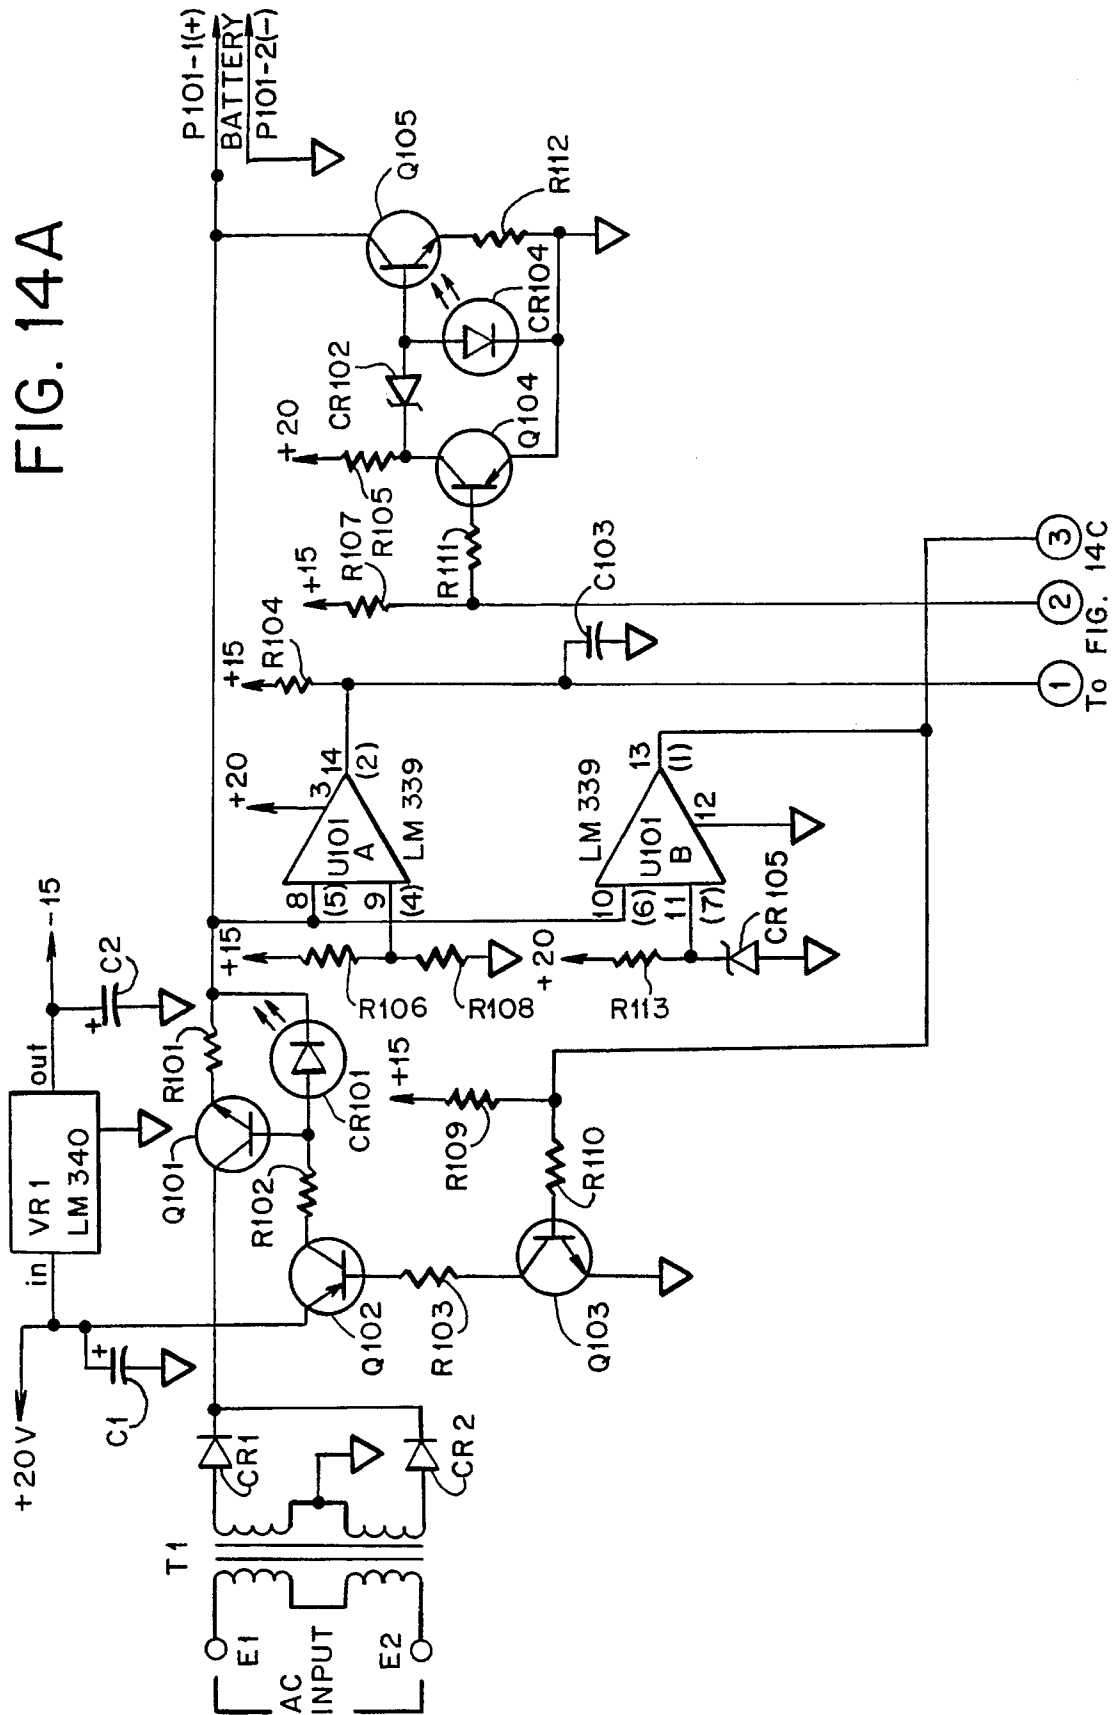 FIG. 14A
+20V
C1
in
VR1
LM 340
out
-15
C2
P101-1(+)
BATTERY
P101-2(-)
T1
E1
AC
INPUT
E2
CR1
CR2
Q101
R101
R102
CR101
Q102
R103
Q103
R110
R109
+15
+15
R106
R108
8
(5)
9
(4)
U101
A
LM 339
+20
3
14
(2)
+15
R104
C103
+20
R113
CR105
10
(6)
11
(7)
U101
B
LM 339
12
13
(1)
+15
R107
R111
+20
R105
CR102
Q104
CR104
Q105
R112
1
2
3
To FIG. 14C